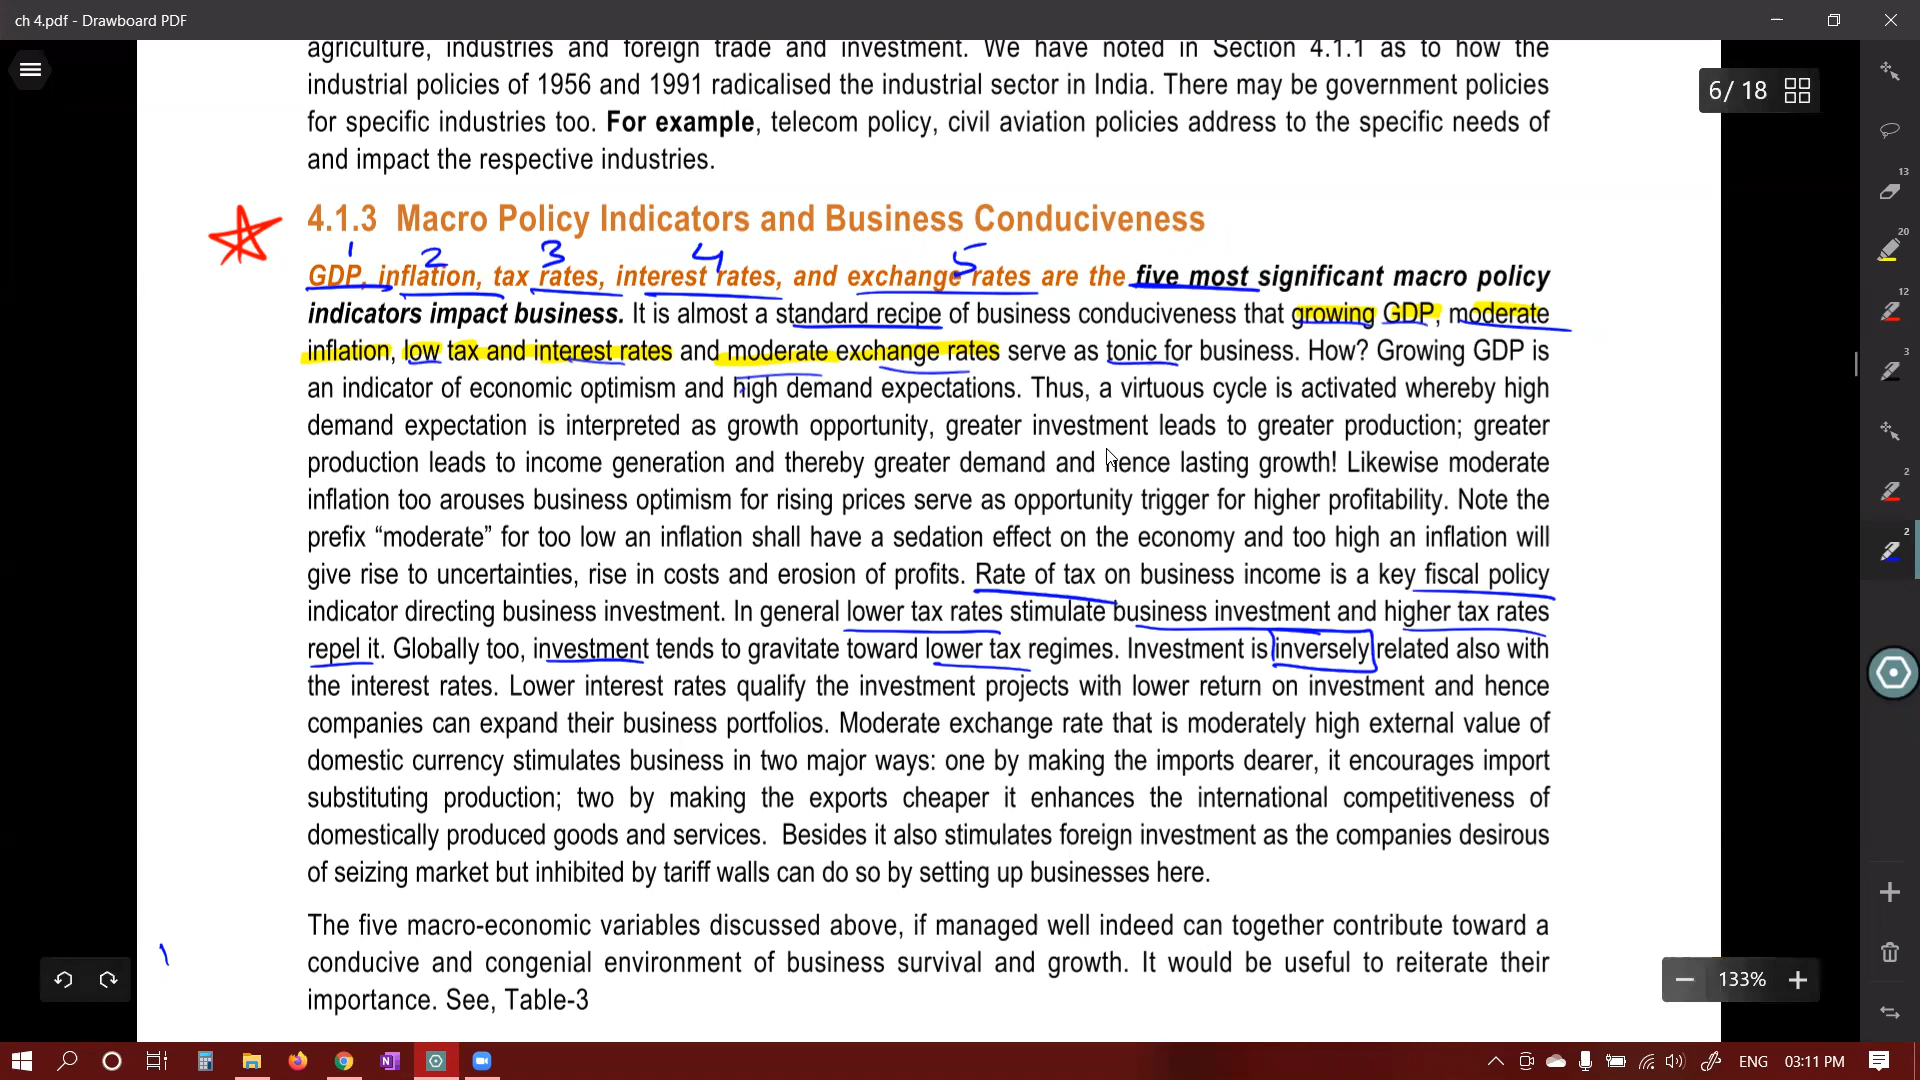 ch 4.pdf - Drawboard PDF
6/ 18
agriculture, industries and foreign trade and investment. We have noted in Section 4.1.1 as to how the
industrial policies of 1956 and 1991 radicalised the industrial sector in India. There may be government policies
for specific industries too. For example, telecom policy, civil aviation policies address to the specific needs of
and impact the respective industries.
4.1.3 Macro Policy Indicators and Business Conduciveness
1 2 3 4 5
GDP, inflation, tax rates, interest rates, and exchange rates are the five most significant macro policy
indicators impact business. It is almost a standard recipe of business conduciveness that growing GDP, moderate
inflation, low tax and interest rates and moderate exchange rates serve as tonic for business. How? Growing GDP is
an indicator of economic optimism and high demand expectations. Thus, a virtuous cycle is activated whereby high
demand expectation is interpreted as growth opportunity, greater investment leads to greater production; greater
production leads to income generation and thereby greater demand and hence lasting growth! Likewise moderate
inflation too arouses business optimism for rising prices serve as opportunity trigger for higher profitability. Note the
prefix “moderate” for too low an inflation shall have a sedation effect on the economy and too high an inflation will
give rise to uncertainties, rise in costs and erosion of profits. Rate of tax on business income is a key fiscal policy
indicator directing business investment. In general lower tax rates stimulate business investment and higher tax rates
repel it. Globally too, investment tends to gravitate toward lower tax regimes. Investment is inversely related also with
the interest rates. Lower interest rates qualify the investment projects with lower return on investment and hence
companies can expand their business portfolios. Moderate exchange rate that is moderately high external value of
domestic currency stimulates business in two major ways: one by making the imports dearer, it encourages import
substituting production; two by making the exports cheaper it enhances the international competitiveness of
domestically produced goods and services. Besides it also stimulates foreign investment as the companies desirous
of seizing market but inhibited by tariff walls can do so by setting up businesses here.
The five macro-economic variables discussed above, if managed well indeed can together contribute toward a
conducive and congenial environment of business survival and growth. It would be useful to reiterate their
importance. See, Table-3
13
20
12
3
2
2
133%
ENG 03:11 PM